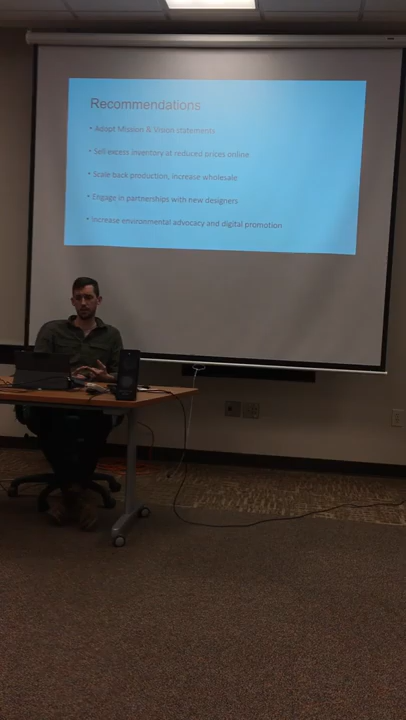 Recommendations
• Adopt Mission & Vision statements
• Sell excess inventory at reduced prices online
• Scale back production, increase wholesale
• Engage in partnerships with new designers
• Increase environmental advocacy and digital promotion